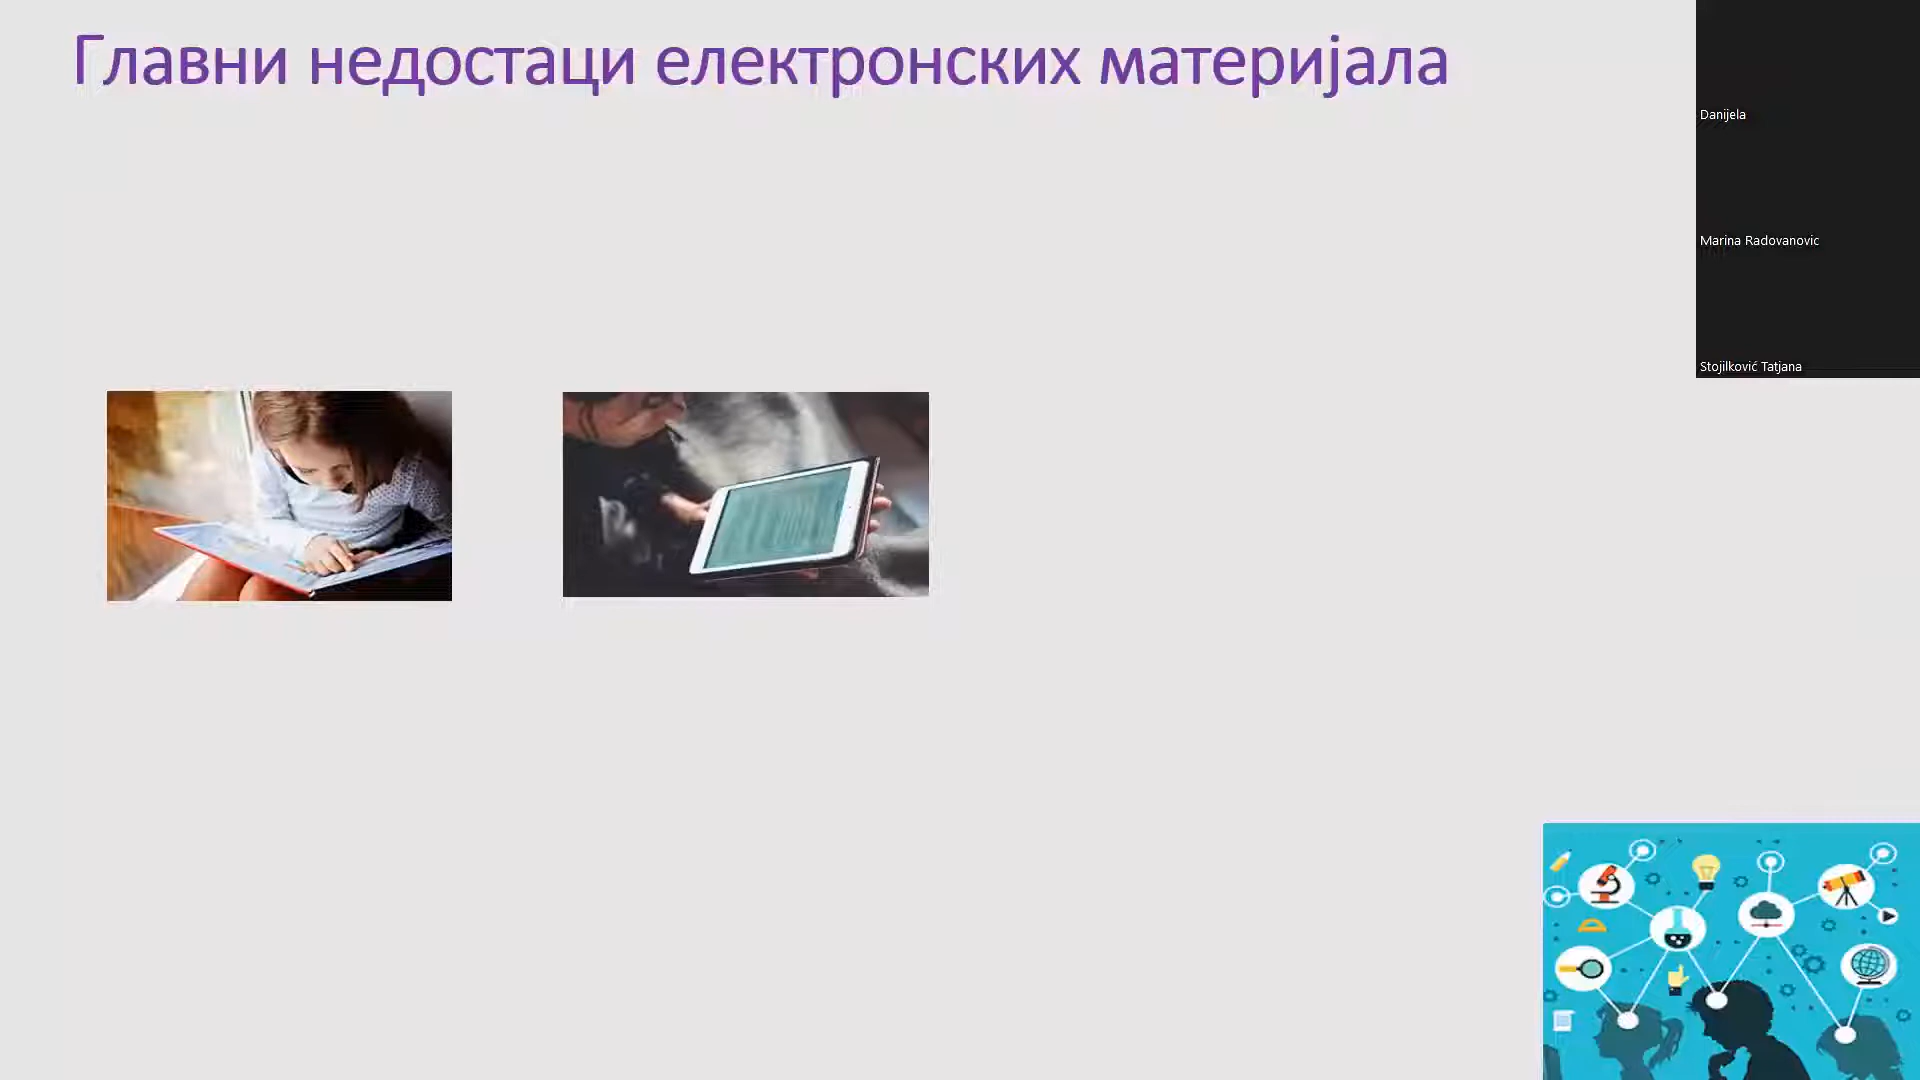 Главни недостаци електронских материјала
Danijela
Marina Radovanovic
Stojilković Tatjana